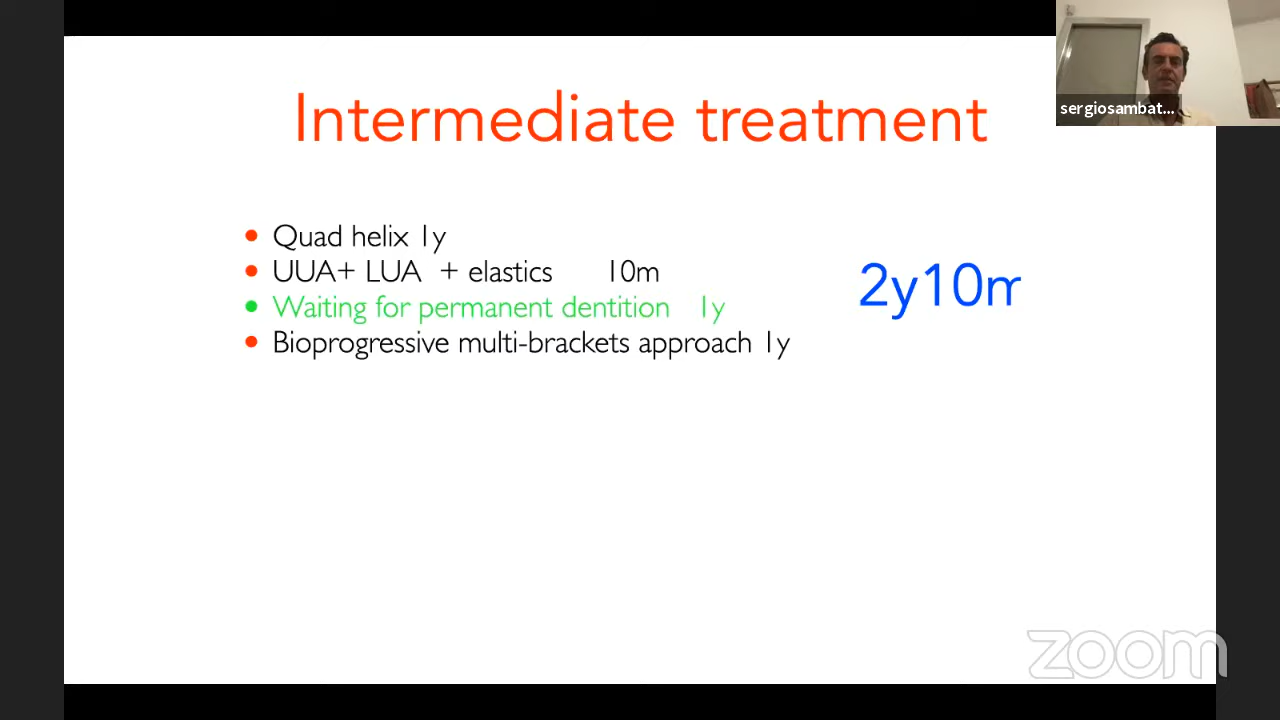 Intermediate treatment
sergiosambat...
• Quad helix 1y
• UUA+ LUA + elastics 10m
• Waiting for permanent dentition 1y
• Bioprogressive multi-brackets approach 1y
2y10m
zoom